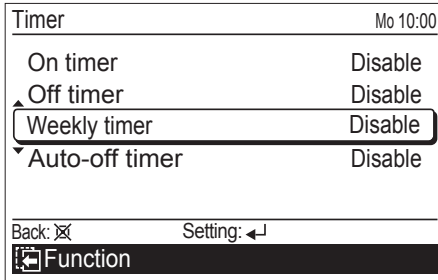 Timer Mo 10:00
On timer Disable
Off timer Disable
Weekly timer Disable
Auto-off timer Disable
Back: Setting:
Function